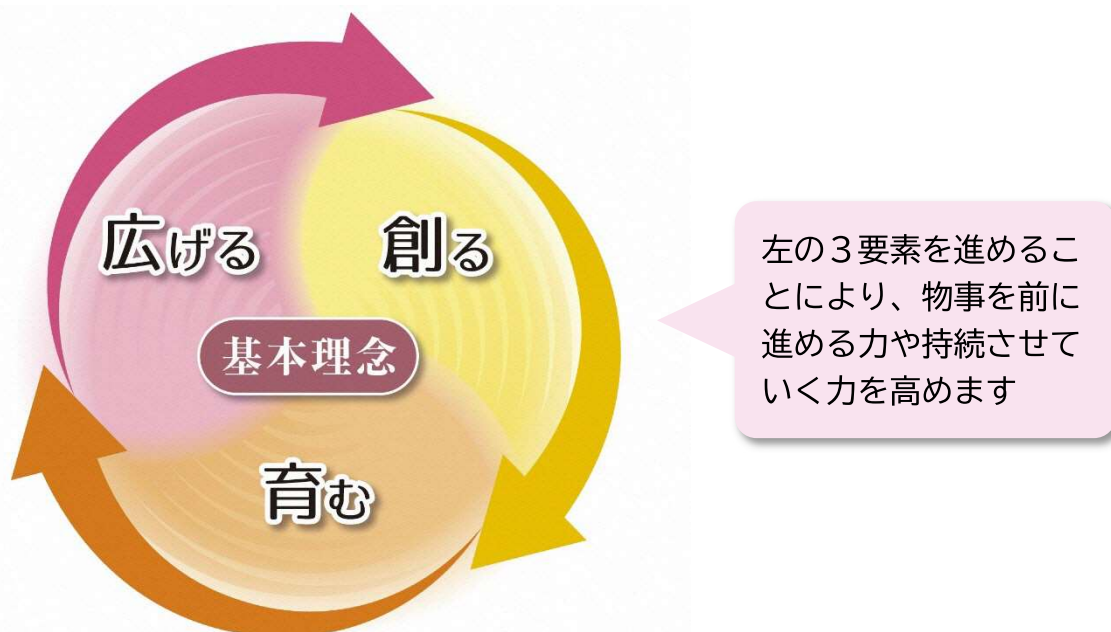 広げる
創る
基本理念
育む
左の３要素を進めるこ
とにより、物事を前に
進める力や持続させて
いく力を高めます